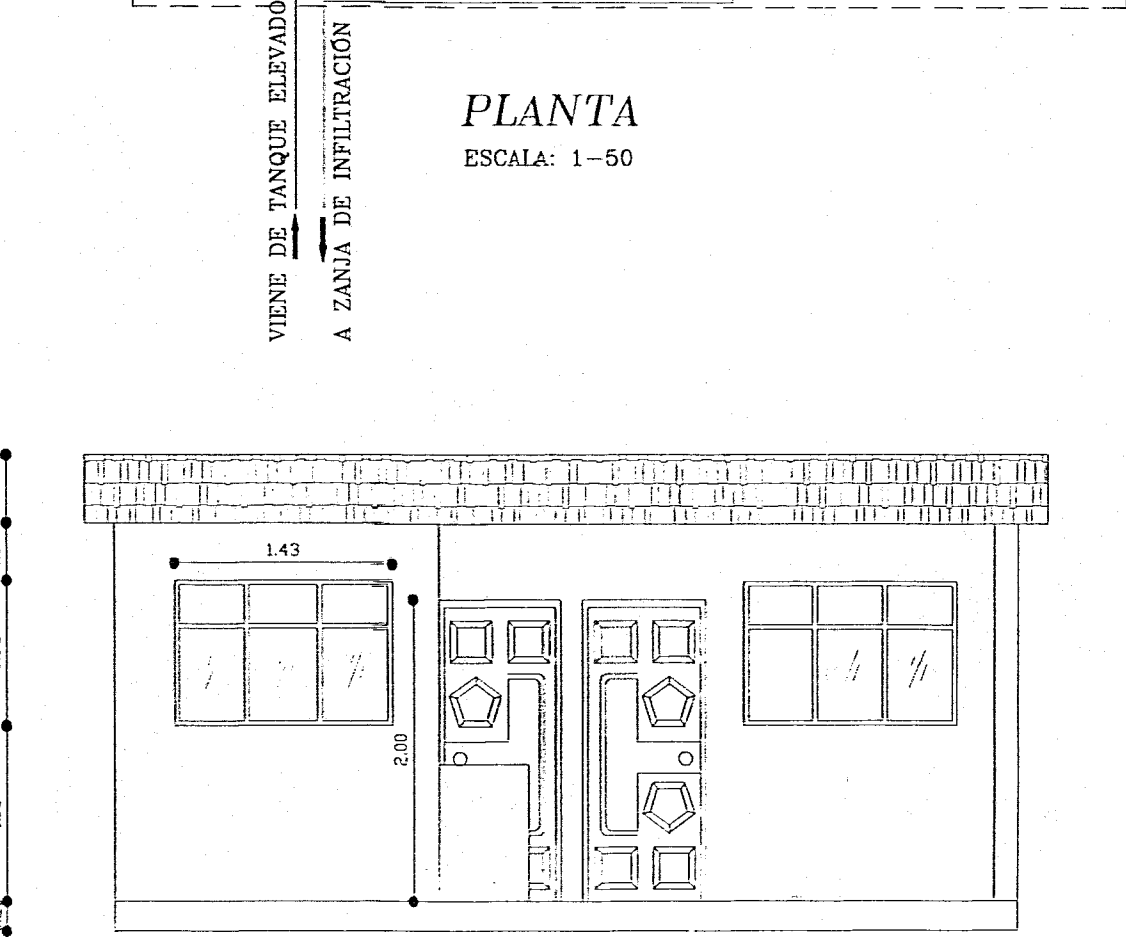 VIENE DE TANQUE ELEVADO
A ZANJA DE INFILTRACIÓN
PLANTA
ESCALA: 1-50
1.43
2.00